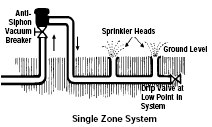 Anti-
Siphon
Vacuum
Breaker
Sprinkler Heads
Ground Level
Drip Valve at
Low Point in
System
Single Zone System